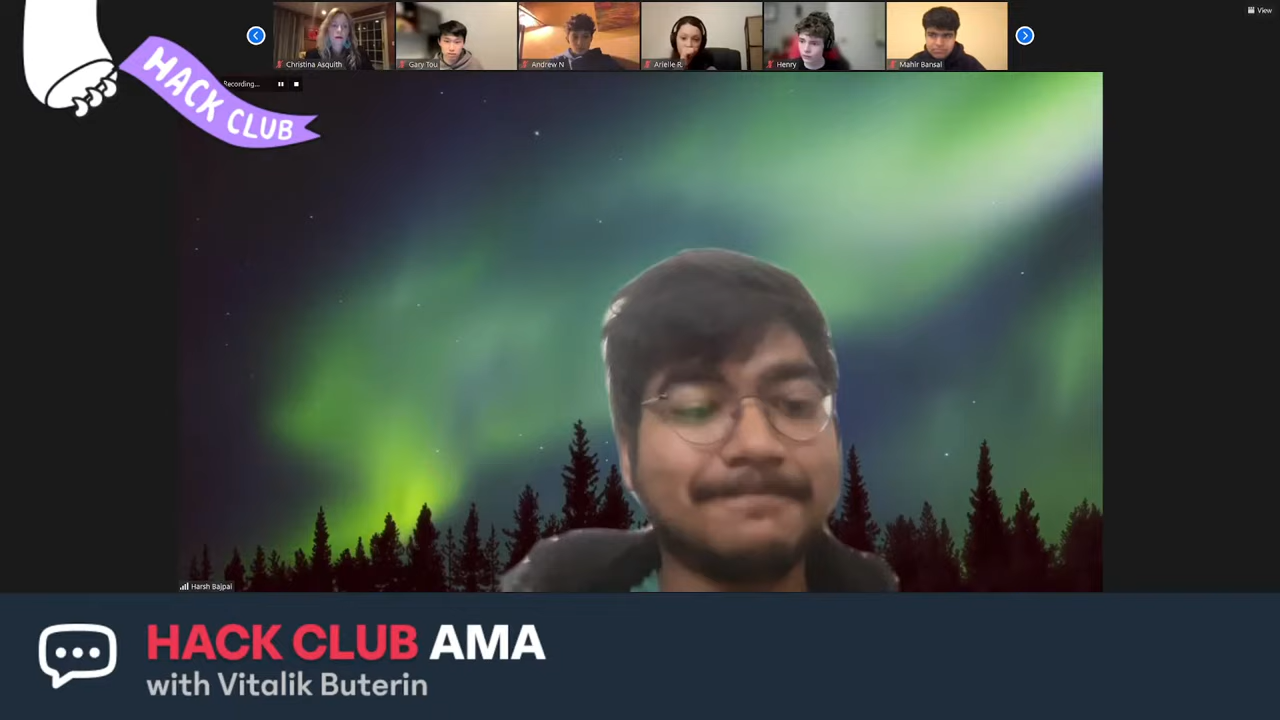 View
Christina Asquith
Gary Tou
Andrew N
Arielle R.
Henry
Mahir Bansal
Recording...
HACK CLUB
Harsh Bajpal
HACK CLUB AMA
with Vitalik Buterin